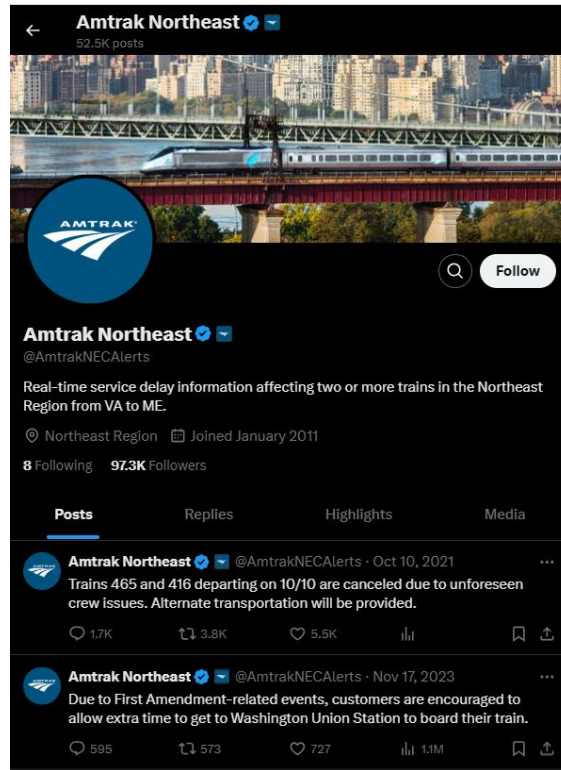 Amtrak Northeast
52.5K posts
AMTRAK
Follow
Amtrak Northeast
@AmtrakNECAlerts
Real-time service delay information affecting two or more trains in the Northeast
Region from VA to ME.
Northeast Region Joined January 2011
8 Following 97.3K Followers
Posts Replies Highlights Media
Amtrak Northeast @AmtrakNECAlerts · Oct 10, 2021
Trains 465 and 416 departing on 10/10 are canceled due to unforeseen
crew issues. Alternate transportation will be provided.
1.7K 3.8K 5.5K
Amtrak Northeast @AmtrakNECAlerts · Nov 17, 2023
Due to First Amendment-related events, customers are encouraged to
allow extra time to get to Washington Union Station to board their train.
595 573 727 1.1M